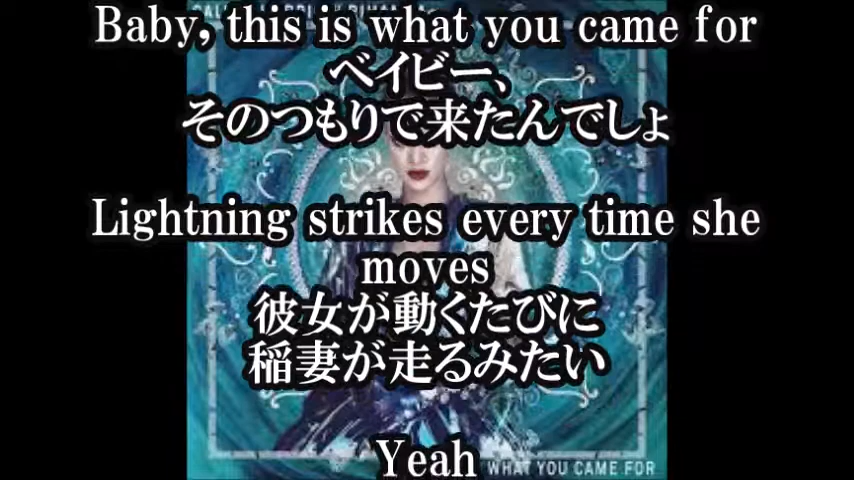 Baby, this is what you came for
ベイビー、
そのつもりで来たんでしょ
Lightning strikes every time she
moves
彼女が動くたびに
稲妻が走るみたい
Yeah
WHAT YOU CAME FOR